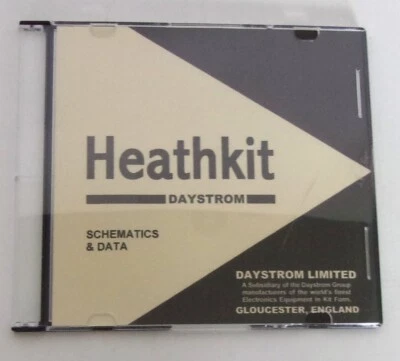 Heathkit
DAYSTROM
SCHEMATICS
& DATA
DAYSTROM LIMITED
A Subsidiary of the Daystrom Group
manufacturers of the world's finest
Electronics Equipment in Kit Form.
GLOUCESTER, ENGLAND